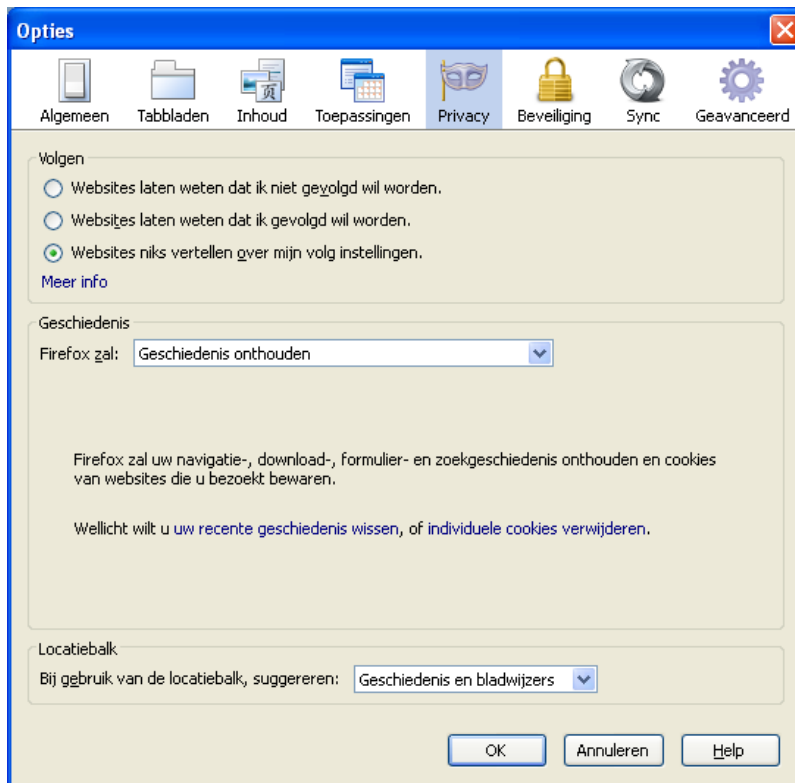 Opties
Algemeen Tabbladen Inhoud Toepassingen Privacy Beveiliging Sync Geavanceerd
Volgen
Websites laten weten dat ik niet gevolgd wil worden.
Websites laten weten dat ik gevolgd wil worden.
Websites niks vertellen over mijn volg instellingen.
Meer info
Geschiedenis
Firefox zal: Geschiedenis onthouden
Firefox zal uw navigatie-, download-, formulier- en zoekgeschiedenis onthouden en cookies
van websites die u bezoekt bewaren.
Wellicht wilt u uw recente geschiedenis wissen, of individuele cookies verwijderen.
Locatiebalk
Bij gebruik van de locatiebalk, suggereren: Geschiedenis en bladwijzers
OK Annuleren Help